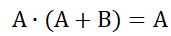 A · (A + B) = A